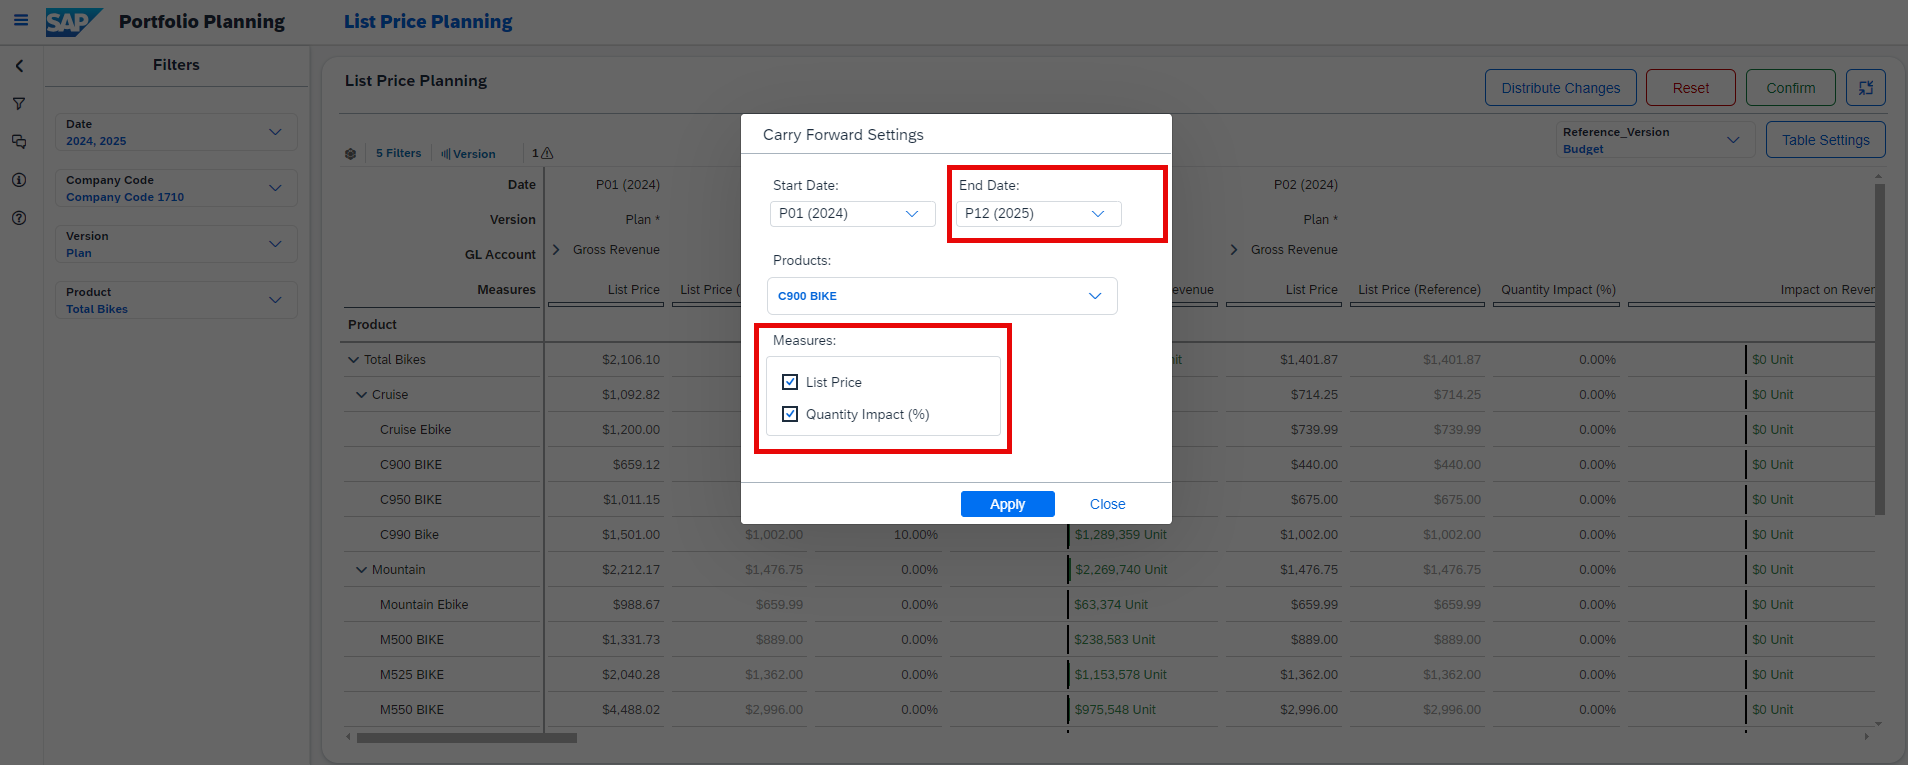 SAP Portfolio Planning List Price Planning
Filters
Date
2024, 2025
Company Code
Company Code 1710
Version
Plan
Product
Total Bikes
List Price Planning
Distribute Changes Reset Confirm
5 Filters Version 1
Reference_Version
Budget
Table Settings
Date P01 (2024) P02 (2024)
Version Plan * Plan *
GL Account Gross Revenue Gross Revenue
Measures List Price List Price ( evenue List Price List Price (Reference) Quantity Impact (%) Impact on Rever
Product
Total Bikes $2,106.10 nit $1,401.87 $1,401.87 0.00% $0 Unit
Cruise $1,092.82 $714.25 $714.25 0.00% $0 Unit
Cruise Ebike $1,200.00 $739.99 $739.99 0.00% $0 Unit
C900 BIKE $659.12 $440.00 $440.00 0.00% $0 Unit
C950 BIKE $1,011.15 $675.00 $675.00 0.00% $0 Unit
C990 Bike $1,501.00 $1,002.00 10.00% $1,289,359 Unit $1,002.00 $1,002.00 0.00% $0 Unit
Mountain $2,212.17 $1,476.75 0.00% $2,269,740 Unit $1,476.75 $1,476.75 0.00% $0 Unit
Mountain Ebike $988.67 $659.99 0.00% $63,374 Unit $659.99 $659.99 0.00% $0 Unit
M500 BIKE $1,331.73 $889.00 0.00% $238,583 Unit $889.00 $889.00 0.00% $0 Unit
M525 BIKE $2,040.28 $1,362.00 0.00% $1,153,578 Unit $1,362.00 $1,362.00 0.00% $0 Unit
M550 BIKE $4,488.02 $2,996.00 0.00% $975,548 Unit $2,996.00 $2,996.00 0.00% $0 Unit
Carry Forward Settings
Start Date: End Date:
P01 (2024) P12 (2025)
Products:
C900 BIKE
Measures:
List Price
Quantity Impact (%)
Apply Close